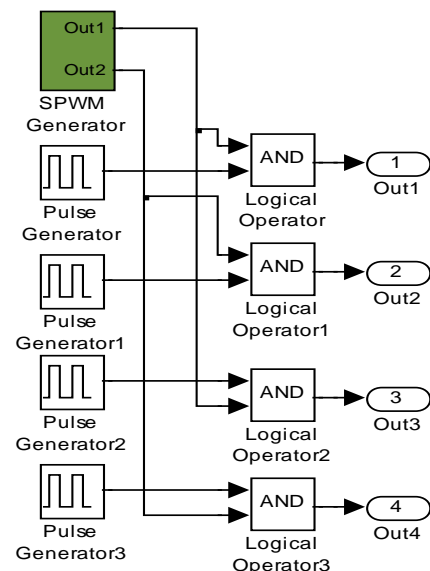 Out1
Out2
SPWM
Generator
AND
1
Out1
Logical
Operator
Pulse
Generator
AND
2
Out2
Logical
Operator1
Pulse
Generator1
AND
3
Out3
Logical
Operator2
Pulse
Generator2
AND
4
Out4
Logical
Operator3
Pulse
Generator3